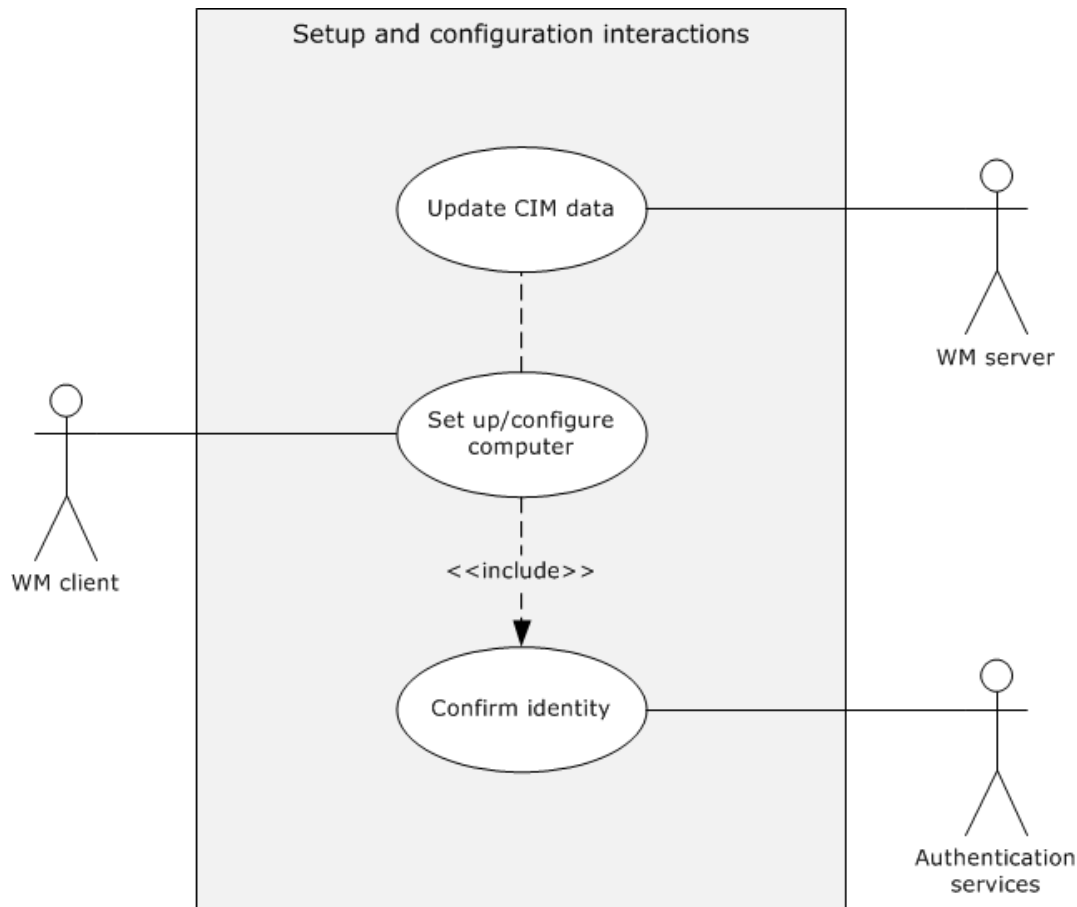 Setup and configuration interactions
Update CIM data
WM server
Set up/configure
computer
WM client
<<include>>
Confirm identity
Authentication
services